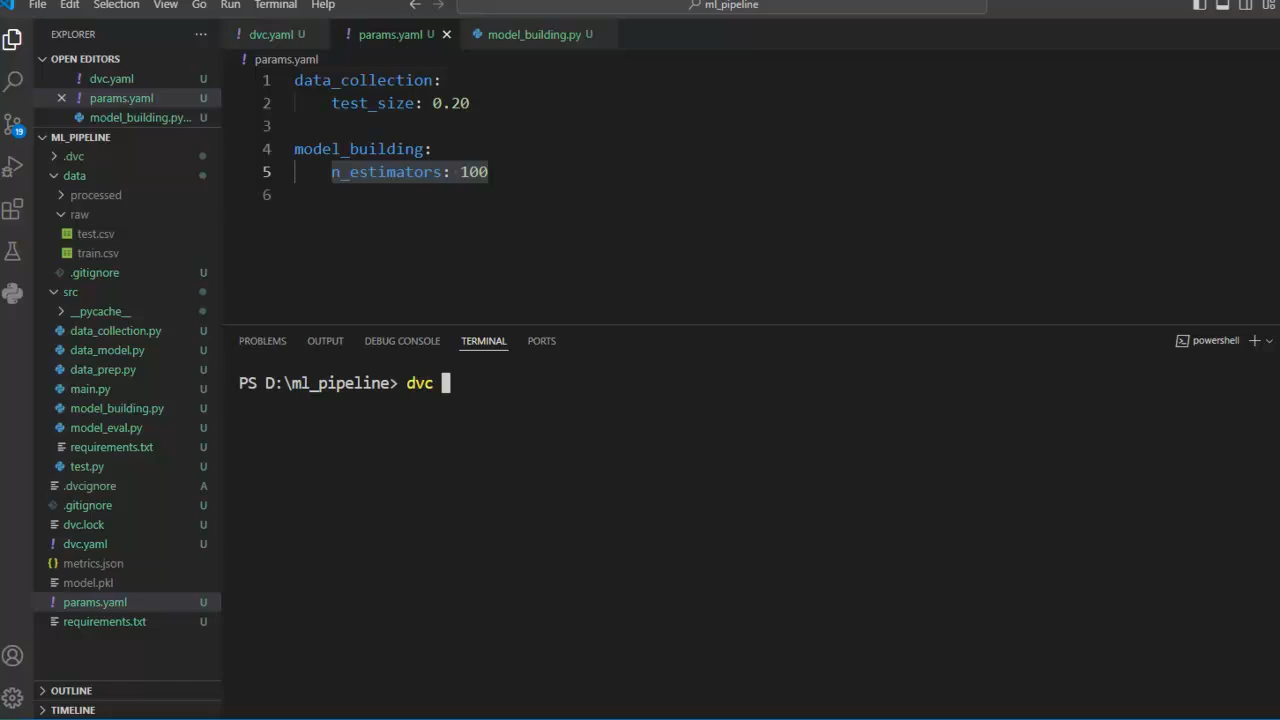 File Edit Selection View Go Run Terminal Help ml_pipeline
EXPLORER
OPEN EDITORS
dvc.yaml U
params.yaml U
model_building.py... U
ML_PIPELINE
.dvc
data
processed
raw
test.csv
train.csv
.gitignore U
src
__pycache__
data_collection.py U
data_model.py U
data_prep.py U
main.py U
model_building.py U
model_eval.py U
requirements.txt U
test.py U
.dvcignore A
.gitignore U
dvc.lock U
dvc.yaml U
metrics.json
model.pkl
params.yaml U
requirements.txt U
OUTLINE
TIMELINE
19
dvc.yaml U params.yaml U model_building.py U
params.yaml
1 data_collection:
2 test_size: 0.20
3
4 model_building:
5 n_estimators: 100
6
PROBLEMS OUTPUT DEBUG CONSOLE TERMINAL PORTS powershell
PS D:\ml_pipeline> dvc